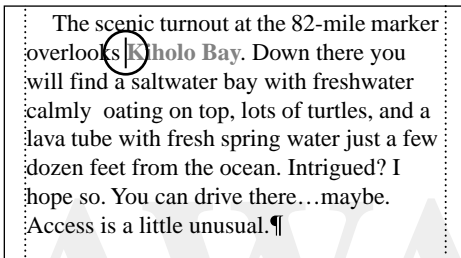 The scenic turnout at the 82-mile marker
overlooks Kiholo Bay. Down there you
will find a saltwater bay with freshwater
calmly oating on top, lots of turtles, and a
lava tube with fresh spring water just a few
dozen feet from the ocean. Intrigued? I
hope so. You can drive there…maybe.
Access is a little unusual.¶